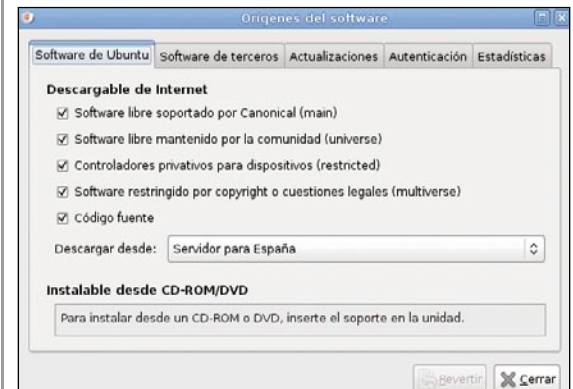 Orígenes del software
Software de Ubuntu Software de terceros Actualizaciones Autenticación Estadísticas
Descargable de Internet
Software libre soportado por Canonical (main)
Software libre mantenido por la comunidad (universe)
Controladores privativos para dispositivos (restricted)
Software restringido por copyright o cuestiones legales (multiverse)
Código fuente
Descargar desde: Servidor para España
Instalable desde CD-ROM/DVD
Para instalar desde un CD-ROM o DVD, inserte el soporte en la unidad.
Revertir Cerrar